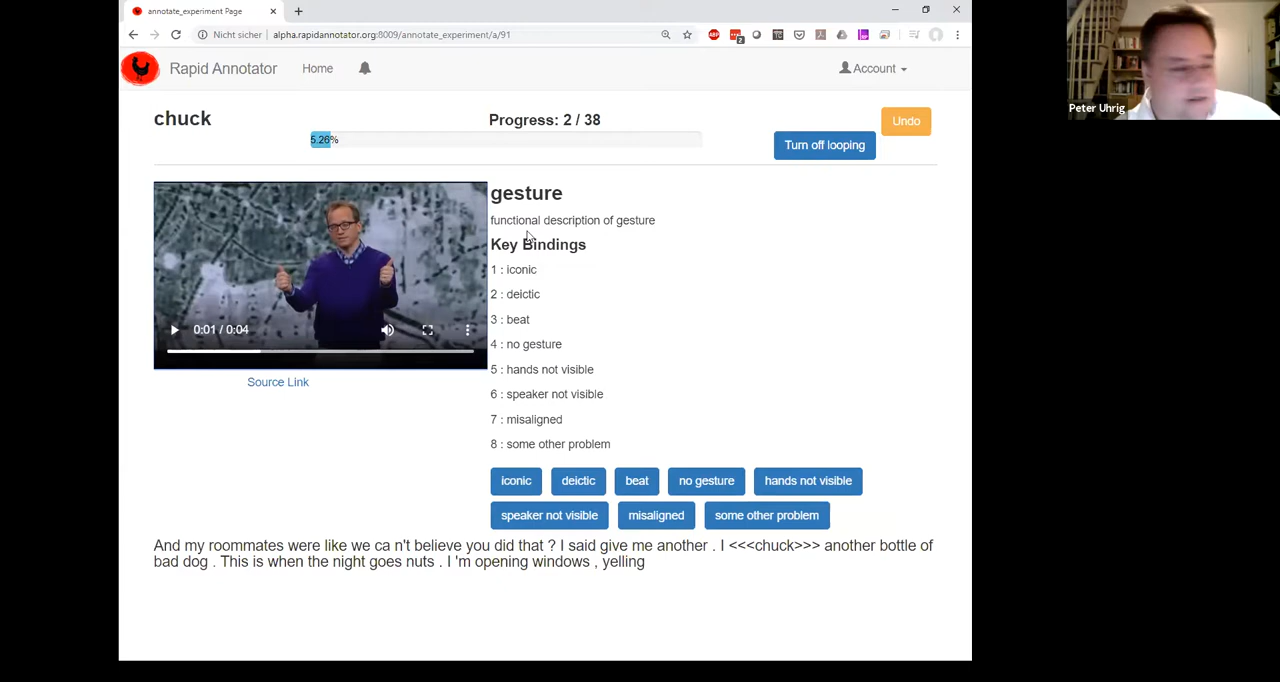 annotate_experiment Page
Nicht sicher | alpha.rapidannotator.org:8009/annotate_experiment/a/91
ABP
2
Rapid Annotator
Home
Account
Peter Uhrig
chuck
Progress: 2 / 38
Undo
5.26%
Turn off looping
gesture
functional description of gesture
Key Bindings
1 : iconic
2 : deictic
3 : beat
4 : no gesture
5 : hands not visible
6 : speaker not visible
7 : misaligned
8 : some other problem
0:01 / 0:04
Source Link
iconic deictic beat no gesture hands not visible
speaker not visible misaligned some other problem
And my roommates were like we ca n't believe you did that ? I said give me another . I <<<chuck>>> another bottle of
bad dog . This is when the night goes nuts . I 'm opening windows , yelling